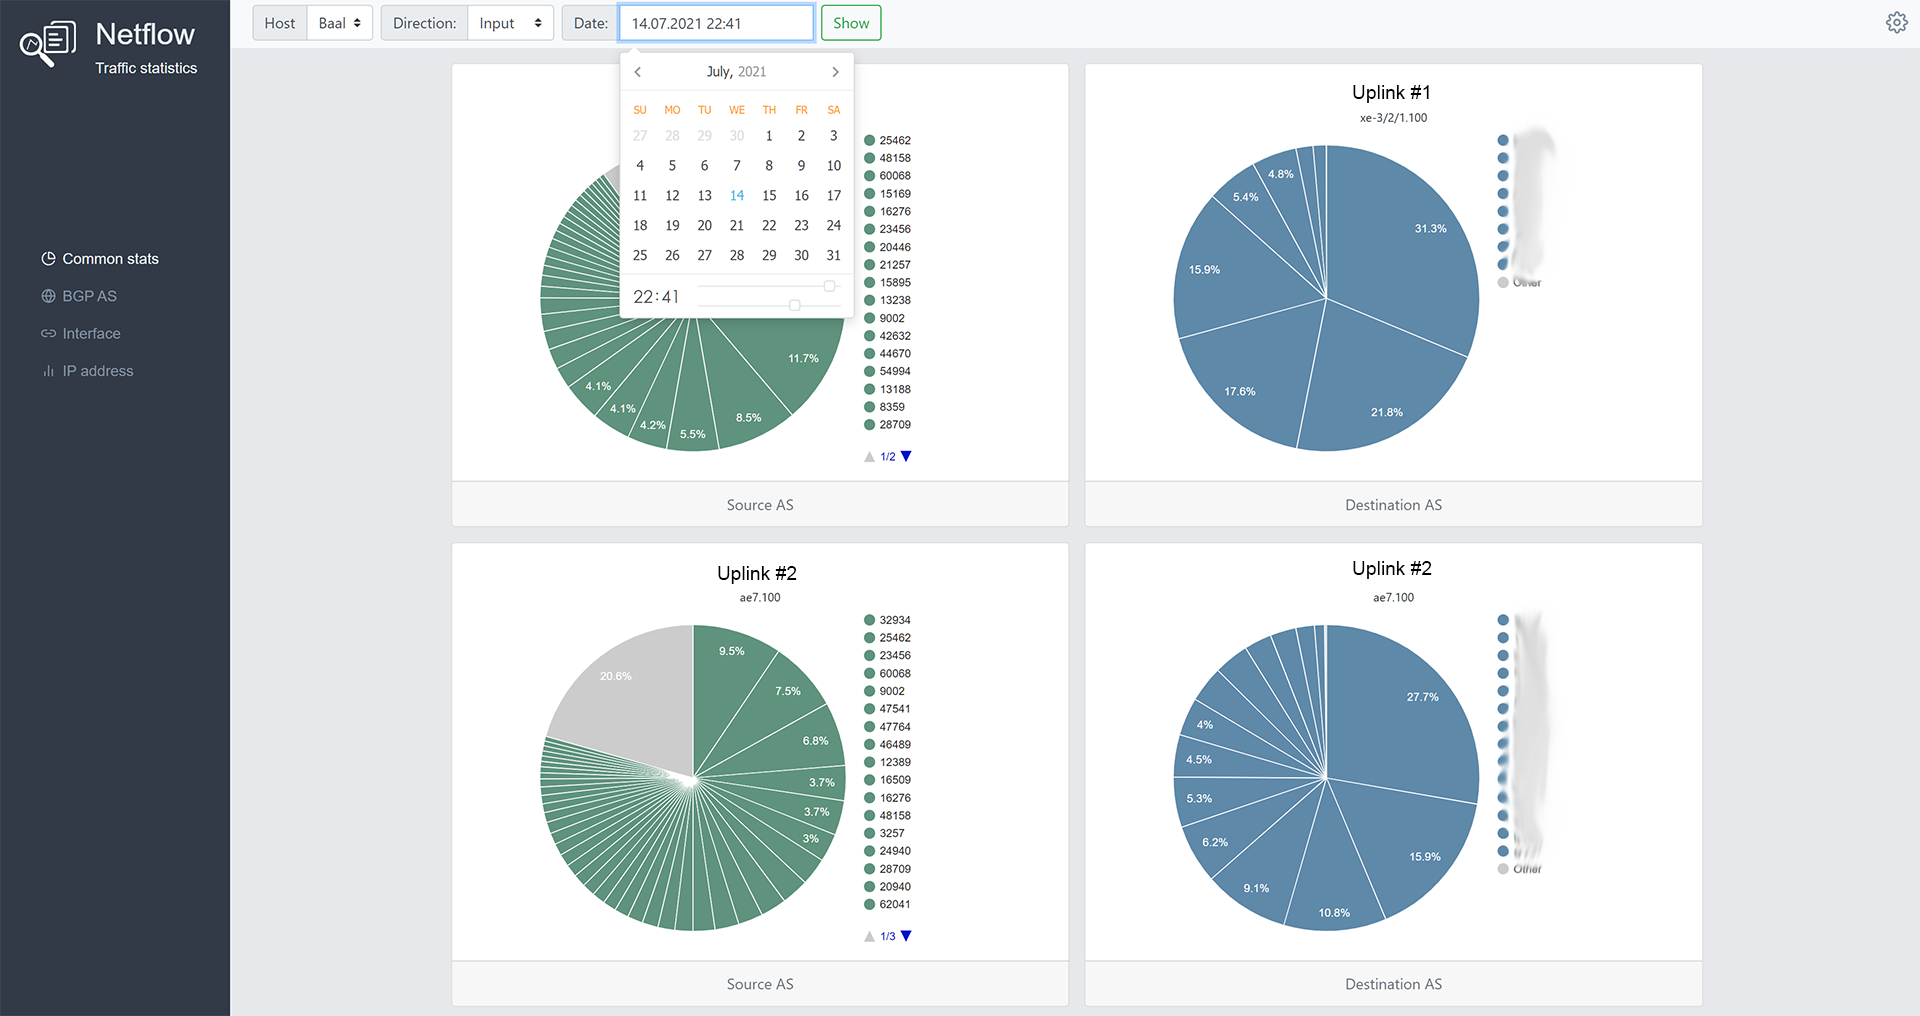 Netflow
Traffic statistics
Common stats
BGP AS
Interface
IP address
Host
Baal
Direction:
Input
Date:
14.07.2021 22:41
Show
July, 2021
SU MO TU WE TH FR SA
27 28 29 30 1 2 3
4 5 6 7 8 9 10
11 12 13 14 15 16 17
18 19 20 21 22 23 24
25 26 27 28 29 30 31
22:41
11.7%
8.5%
5.5%
4.2%
4.1%
4.1%
25462
48158
60068
15169
16276
23456
20446
21257
15895
13238
9002
42632
44670
54994
13188
8359
28709
1/2
Source AS
Uplink #1
xe-3/2/1.100
31.3%
21.8%
17.6%
15.9%
5.4%
4.8%
Other
Destination AS
Uplink #2
ae7.100
9.5%
7.5%
6.8%
3.7%
3.7%
3%
20.6%
32934
25462
23456
60068
9002
47541
47764
46489
12389
16509
16276
48158
3257
24940
28709
20940
62041
1/3
Source AS
Uplink #2
ae7.100
27.7%
15.9%
10.8%
9.1%
6.2%
5.3%
4.5%
4%
Other
Destination AS